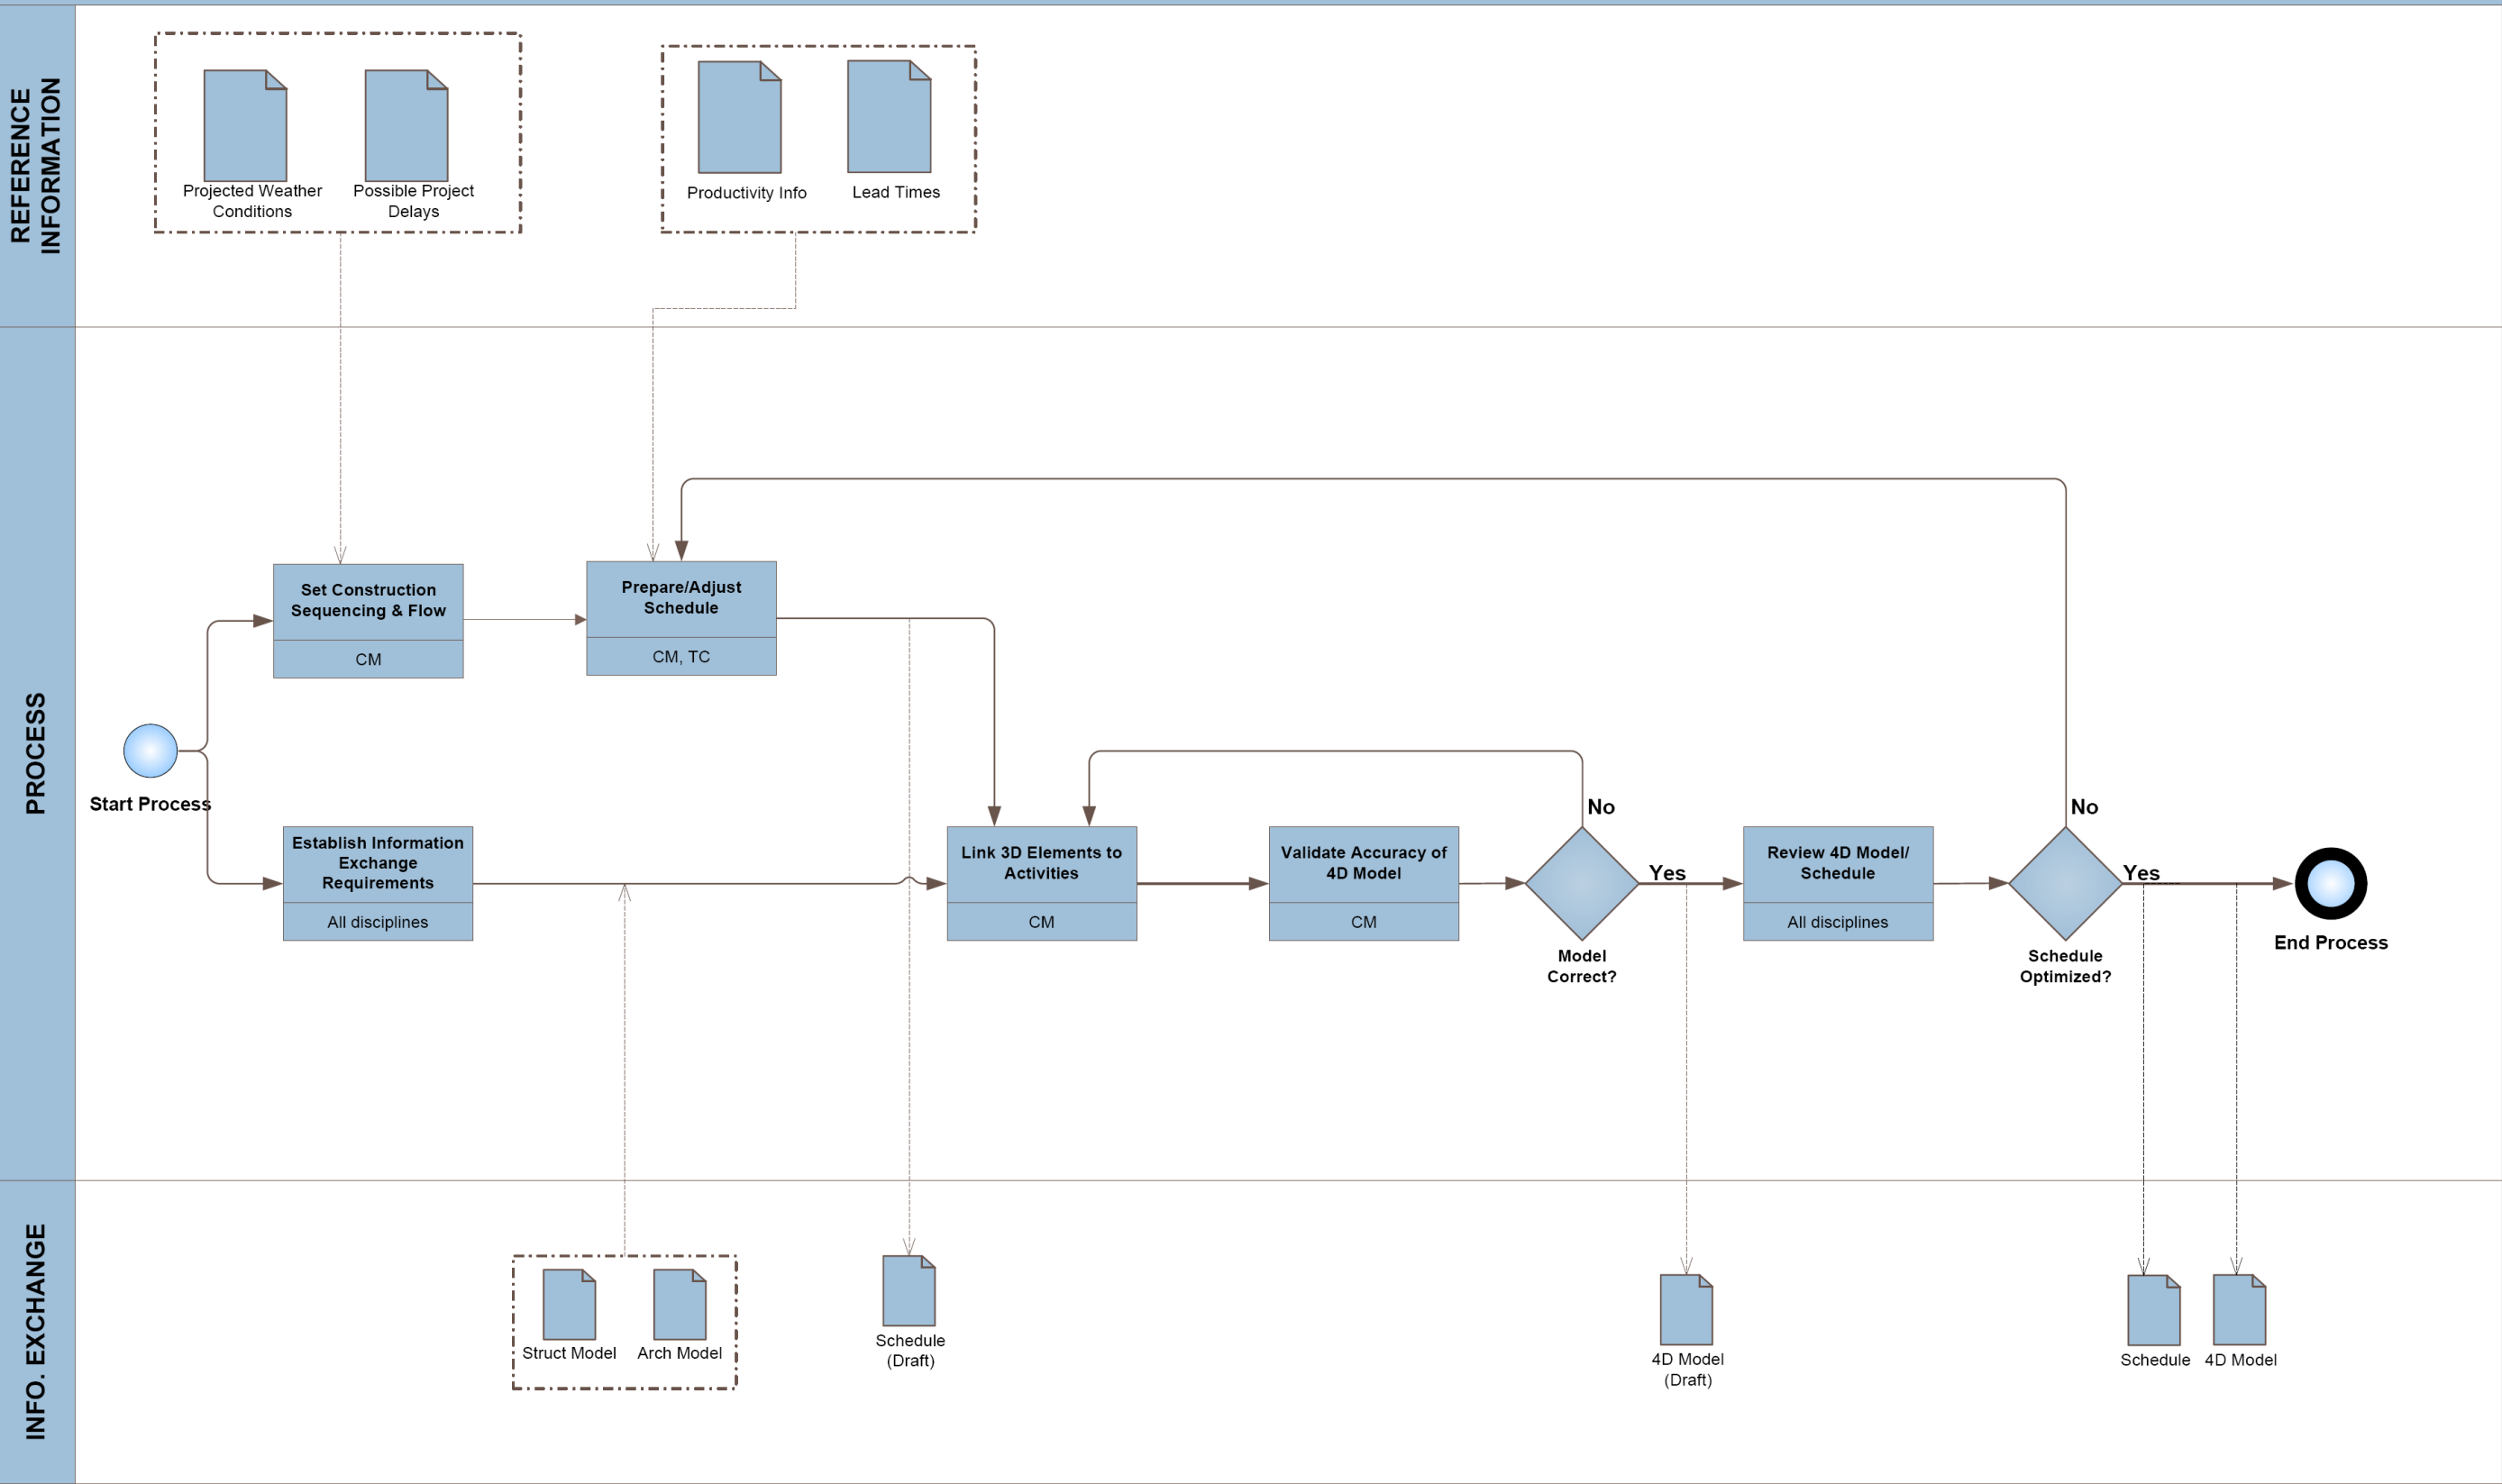 REFERENCE
INFORMATION
Projected Weather
Conditions
Possible Project
Delays
Productivity Info
Lead Times
PROCESS
Start Process
Set Construction
Sequencing & Flow
CM
Prepare/Adjust
Schedule
CM, TC
Establish Information
Exchange
Requirements
All disciplines
Link 3D Elements to
Activities
CM
Validate Accuracy of
4D Model
CM
No
Yes
Model
Correct?
Review 4D Model/
Schedule
All disciplines
No
Yes
Schedule
Optimized?
End Process
INFO. EXCHANGE
Struct Model
Arch Model
Schedule
(Draft)
4D Model
(Draft)
Schedule
4D Model